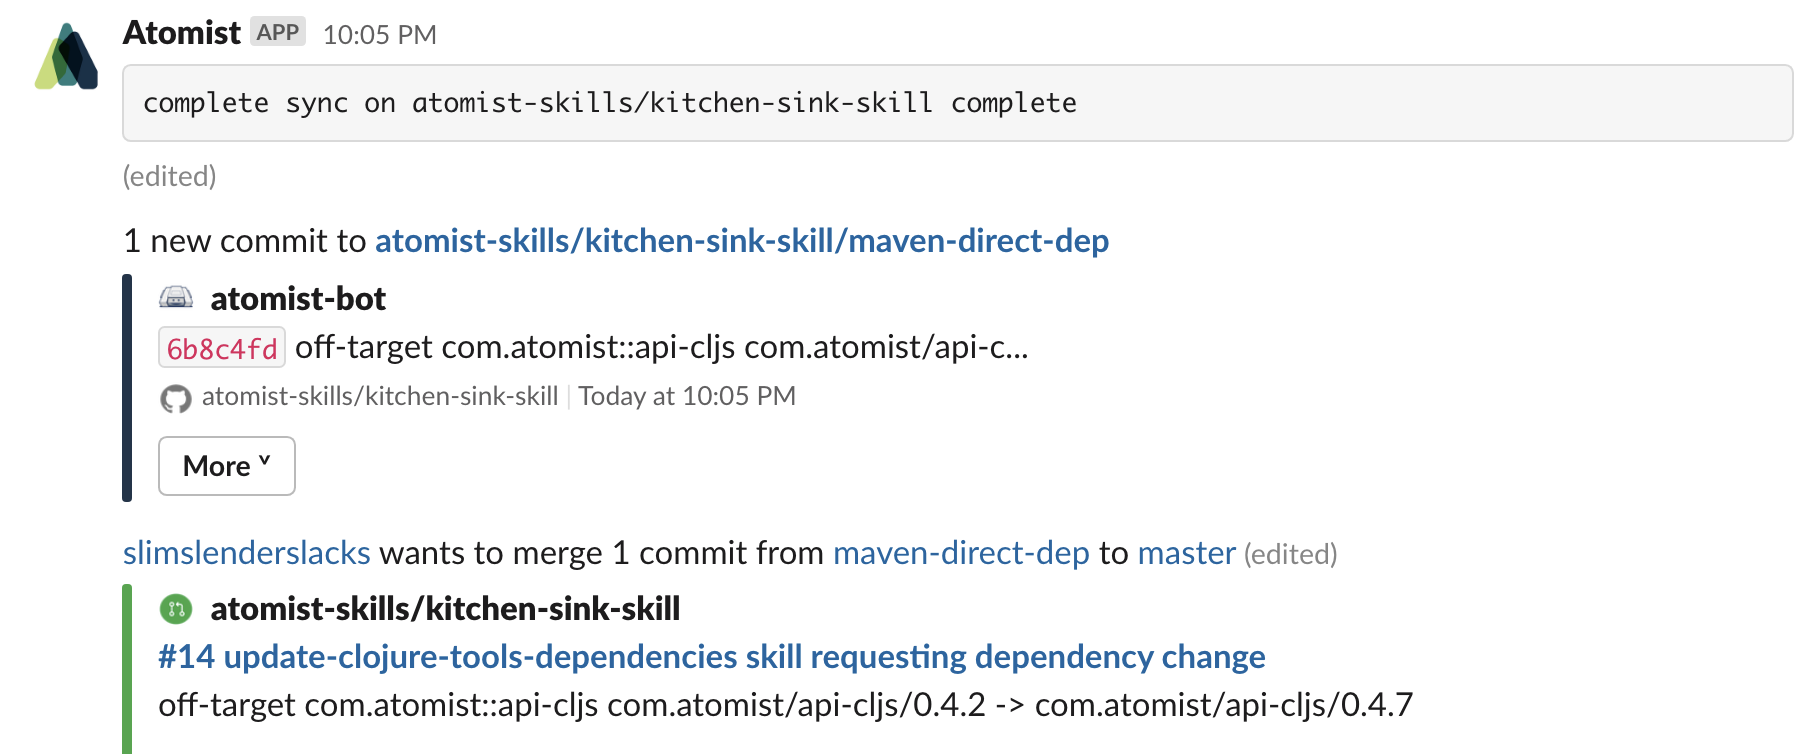 Atomist APP 10:05 PM
complete sync on atomist-skills/kitchen-sink-skill complete
(edited)
1 new commit to atomist-skills/kitchen-sink-skill/maven-direct-dep
atomist-bot
6b8c4fd off-target com.atomist::api-cljs com.atomist/api-c...
atomist-skills/kitchen-sink-skill | Today at 10:05 PM
More ˅
slimslenderslacks wants to merge 1 commit from maven-direct-dep to master (edited)
atomist-skills/kitchen-sink-skill
#14 update-clojure-tools-dependencies skill requesting dependency change
off-target com.atomist::api-cljs com.atomist/api-cljs/0.4.2 -> com.atomist/api-cljs/0.4.7